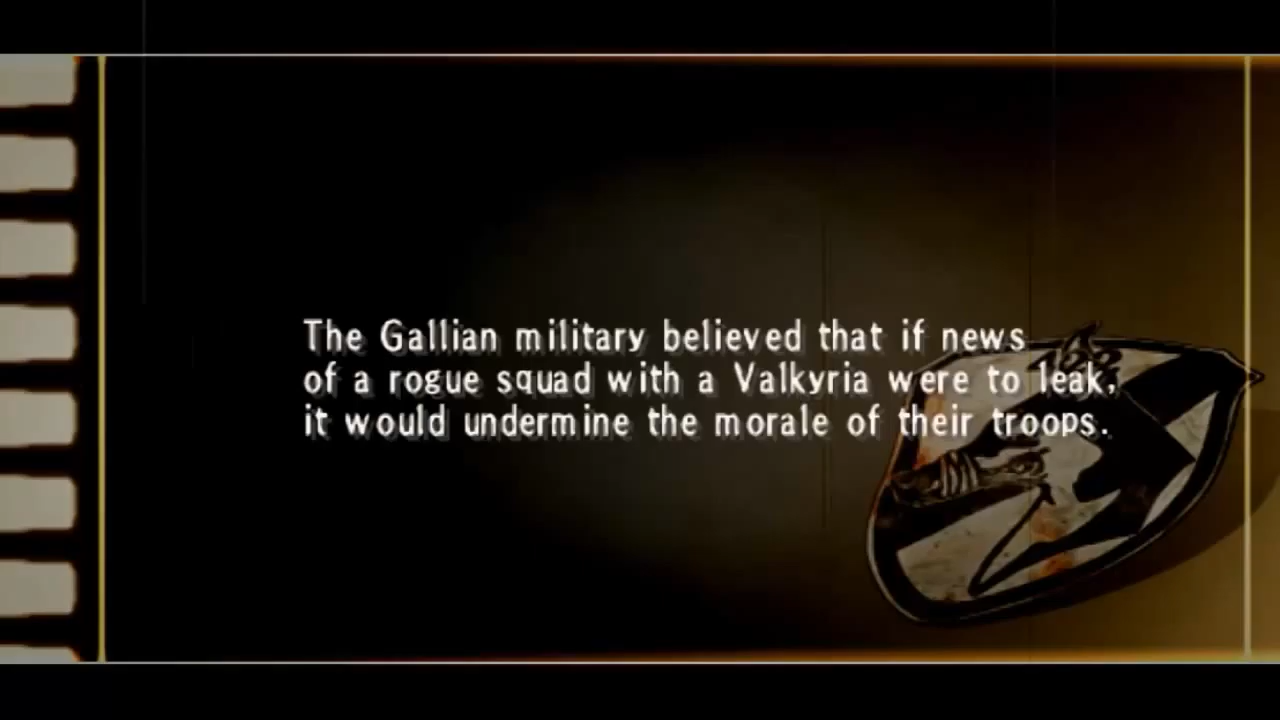 The Gallian military believed that if news
of a rogue squad with a Valkyria were to leak,
it would undermine the morale of their troops.